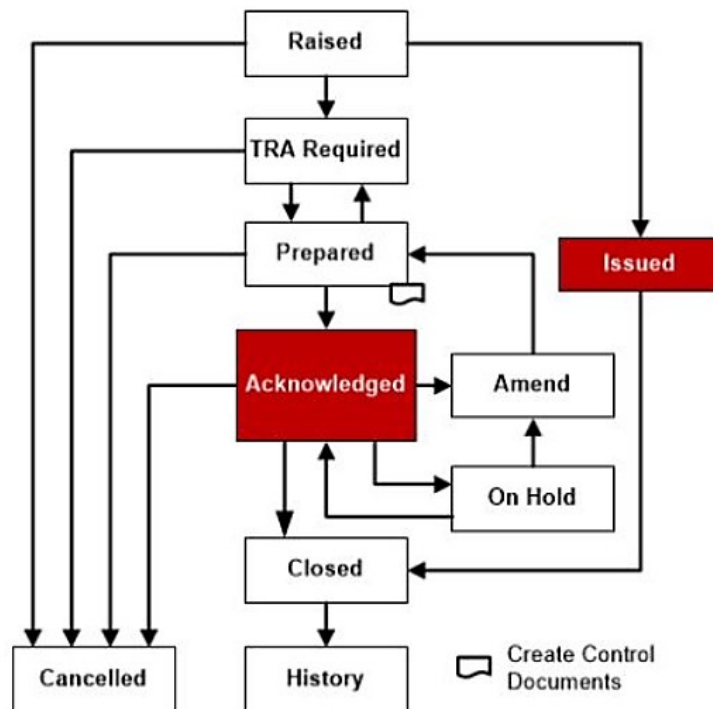 Raised
TRA Required
Prepared
Issued
Acknowledged
Amend
On Hold
Closed
Cancelled
History
Create Control
Documents